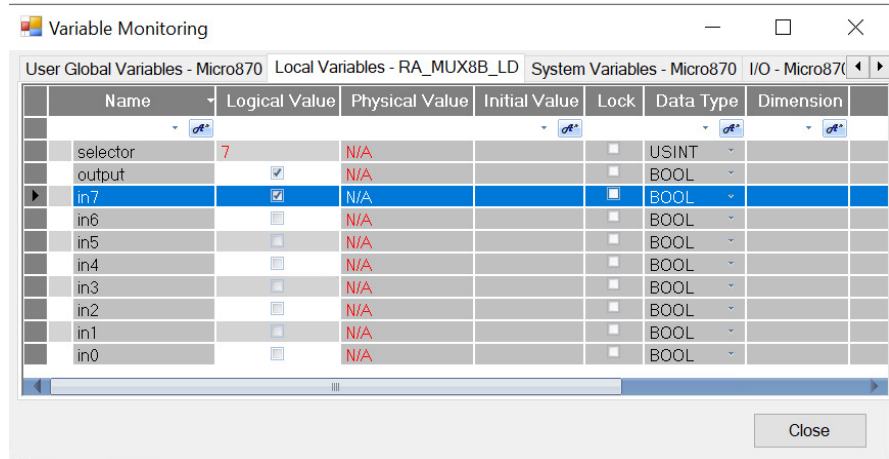 Variable Monitoring
User Global Variables - Micro870 Local Variables - RA_MUX8B_LD System Variables - Micro870 I/O - Micro87(
Name Logical Value Physical Value Initial Value Lock Data Type Dimension
selector 7 N/A USINT
output N/A BOOL
in7 N/A BOOL
in6 N/A BOOL
in5 N/A BOOL
in4 N/A BOOL
in3 N/A BOOL
in2 N/A BOOL
in1 N/A BOOL
in0 N/A BOOL
Close